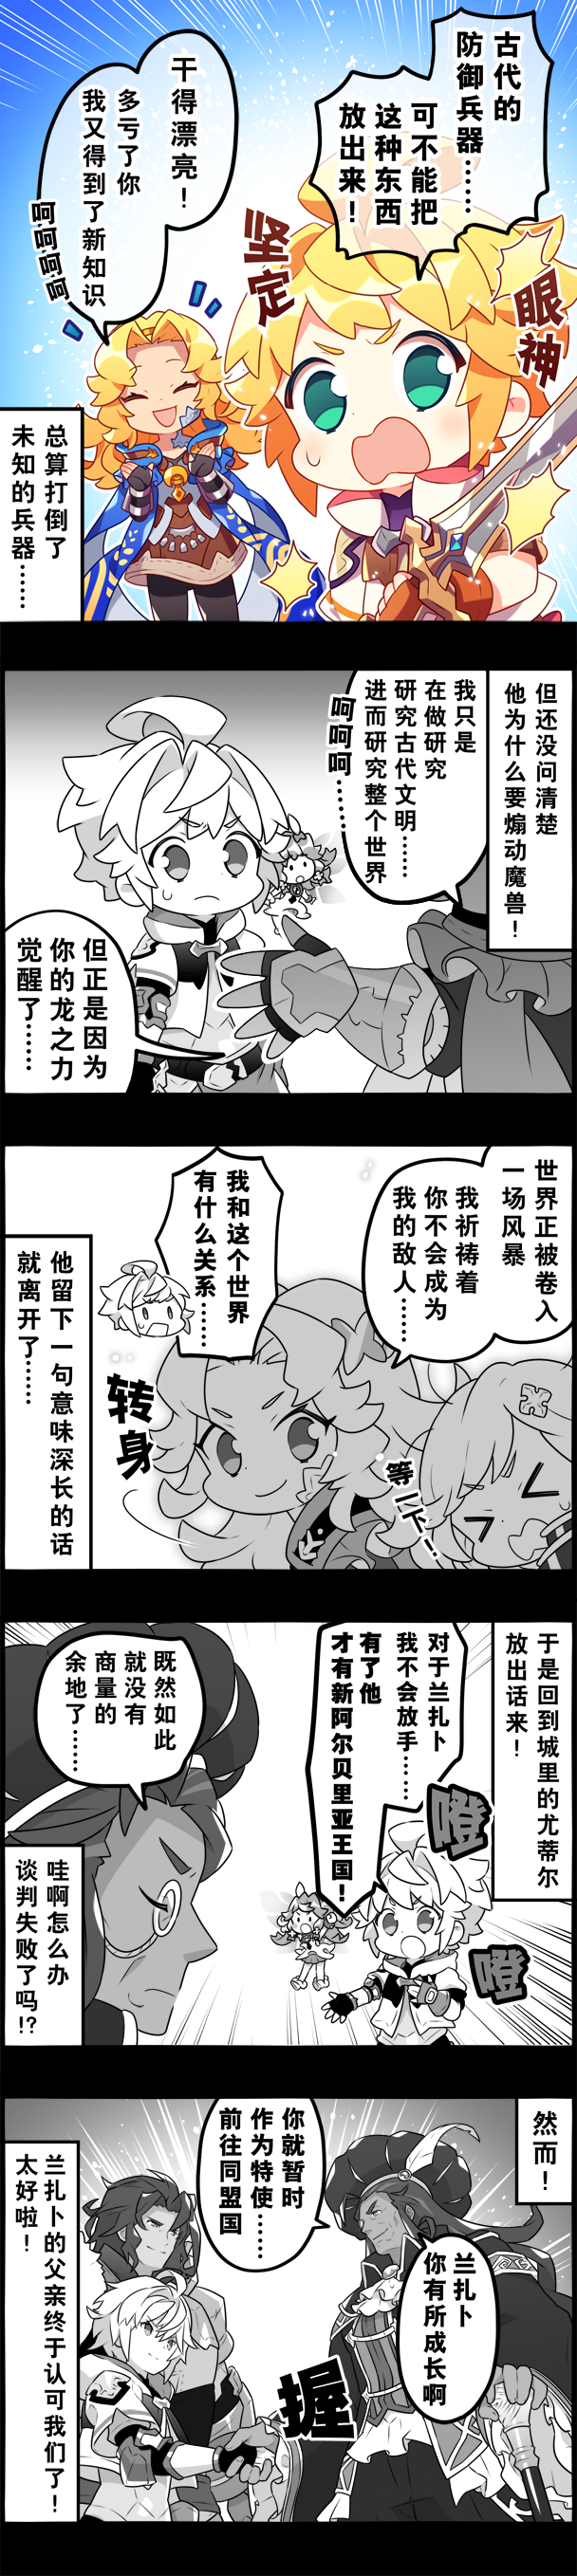 古代的
防御兵器……
可不能把
这种东西
放出来！
干得漂亮！
多亏了你
我又得到了新知识
呵呵呵呵
坚定
眼神
总算打倒了
未知的兵器……
但还没问清楚
他为什么要煽动魔兽！
我只是
在做研究
研究古代文明……
进而研究整个世界
呵呵呵……
但正是因为
你的龙之力
觉醒了……
世界正被卷入
一场风暴
我祈祷着
你不会成为
我的敌人……
我和这个世界
有什么关系……
转身
等一下！
他留下一句意味深长的话
就离开了……
于是回到城里的尤蒂尔
放出话来！
对于兰扎卜
我不会放手……
有了他
才有新阿尔贝里亚王国！
噔
噔
既然如此
就没有
商量的
余地了……
哇啊怎么办
谈判失败了吗!?
然而！
兰扎卜
你有所成长啊
你就暂时
作为特使……
前往同盟国
握
兰扎卜的父亲终于认可我们了！
太好啦！